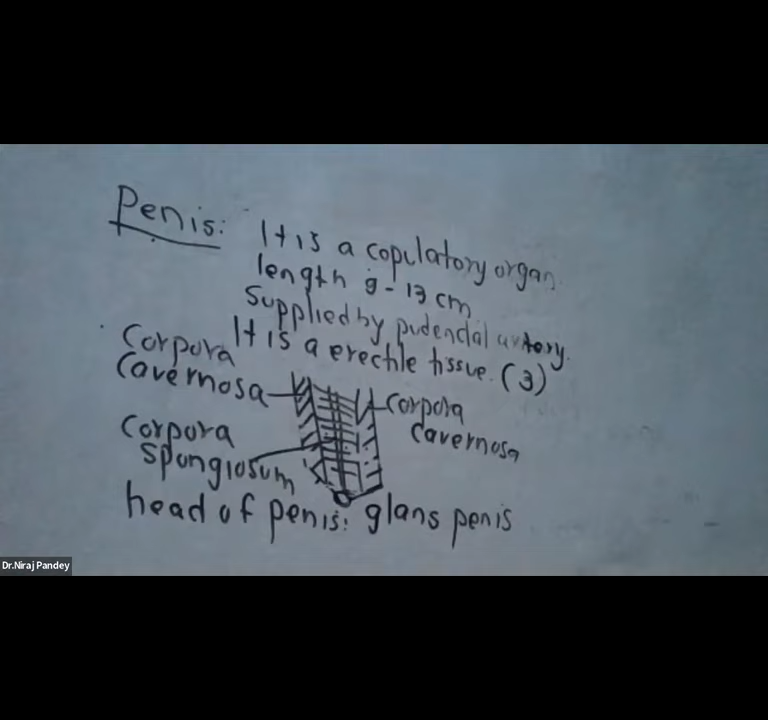 Penis: It is a copulatory organ.
length 9-13 cm
Supplied by pudendal artery.
It is a erectile tissue. (3)
Corpora
Cavernosa
Corpora
Cavernosa
Corpora
Spongiosum
head of penis: glans penis
Dr.Niraj Pandey